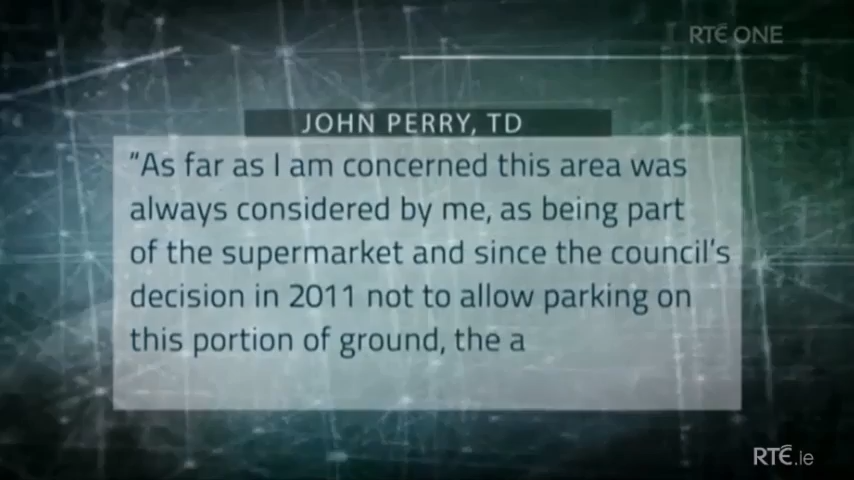 RTÉ ONE
JOHN PERRY, TD
“As far as I am concerned this area was
always considered by me, as being part
of the supermarket and since the council’s
decision in 2011 not to allow parking on
this portion of ground, the a
RTÉ.ie